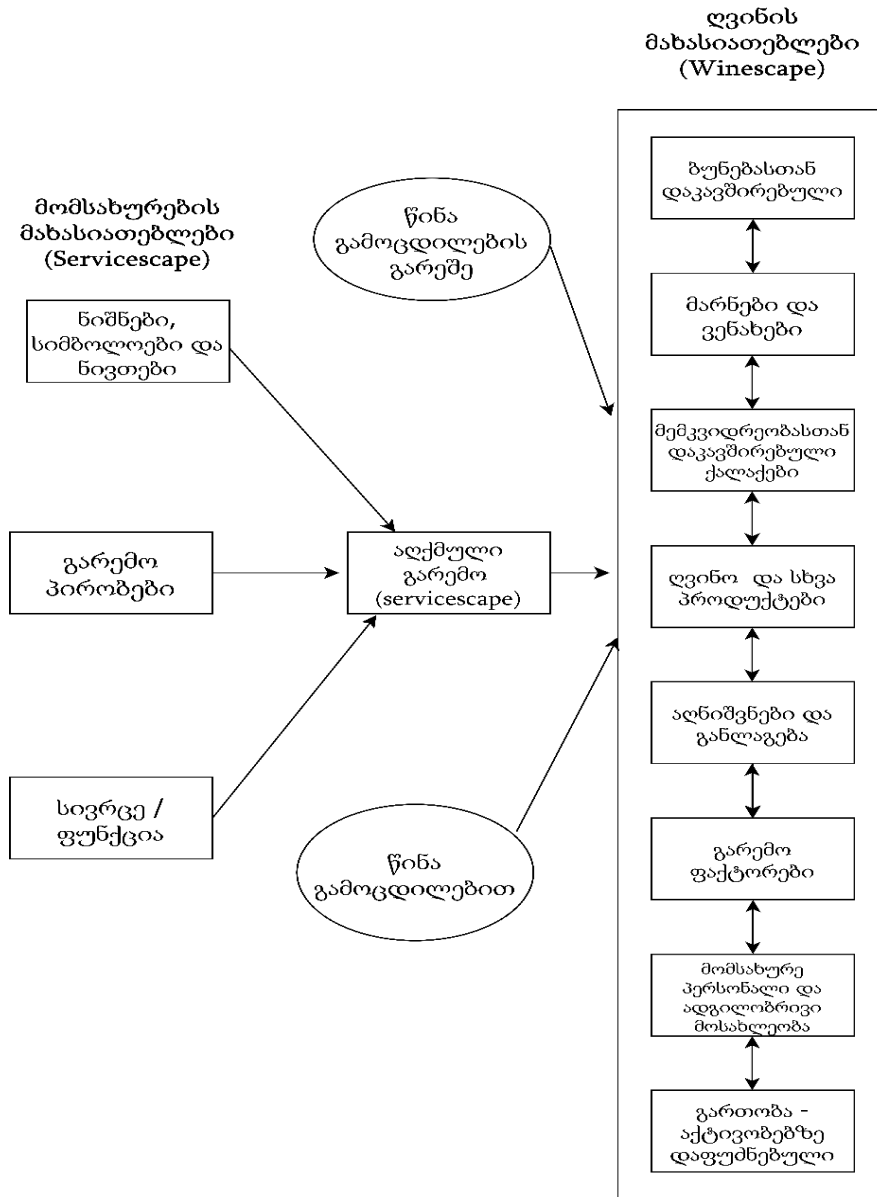 ღვინის
მახასიათებლები
(Winescape)
მომსახურების
მახასიათებლები
(Servicescape)
ნიშნები,
სიმბოლოები და
ნივთები
გარემო
პირობები
სივრცე /
ფუნქცია
წინა
გამოცდილების
გარეშე
აღქმული
გარემო
(servicescape)
წინა
გამოცდილებით
ბუნებასთან
დაკავშირებული
მარნები და
ვენახები
მემკვიდრეობასთან
დაკავშირებული
ქალაქები
ღვინო და სხვა
პროდუქტები
აღნიშვნები და
განლაგება
გარემო
ფაქტორები
მომსახურე
პერსონალი და
ადგილობრივი
მოსახლეობა
გართობა -
აქტივობებზე
დაფუძნებული